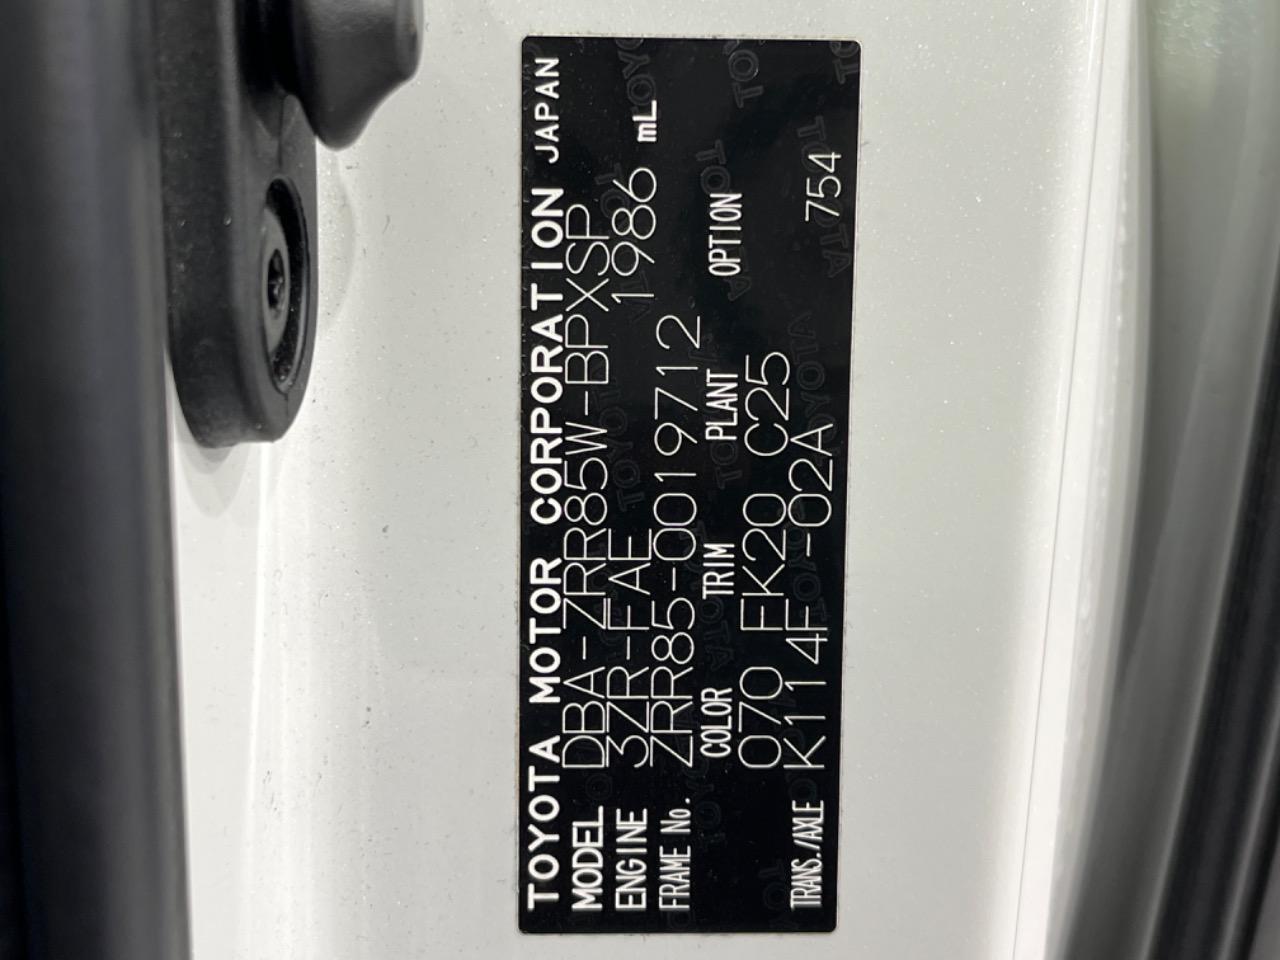 TOYOTA MOTOR CORPORATION JAPAN
MODEL DBA-ZRR85W-BPXSP
ENGINE 3ZR-FAE 1986 mL
FRAME No. ZRR85-0019712
COLOR TRIM PLANT OPTION
070 FK20 C25
TRANS./AXLE K114F-02A 754